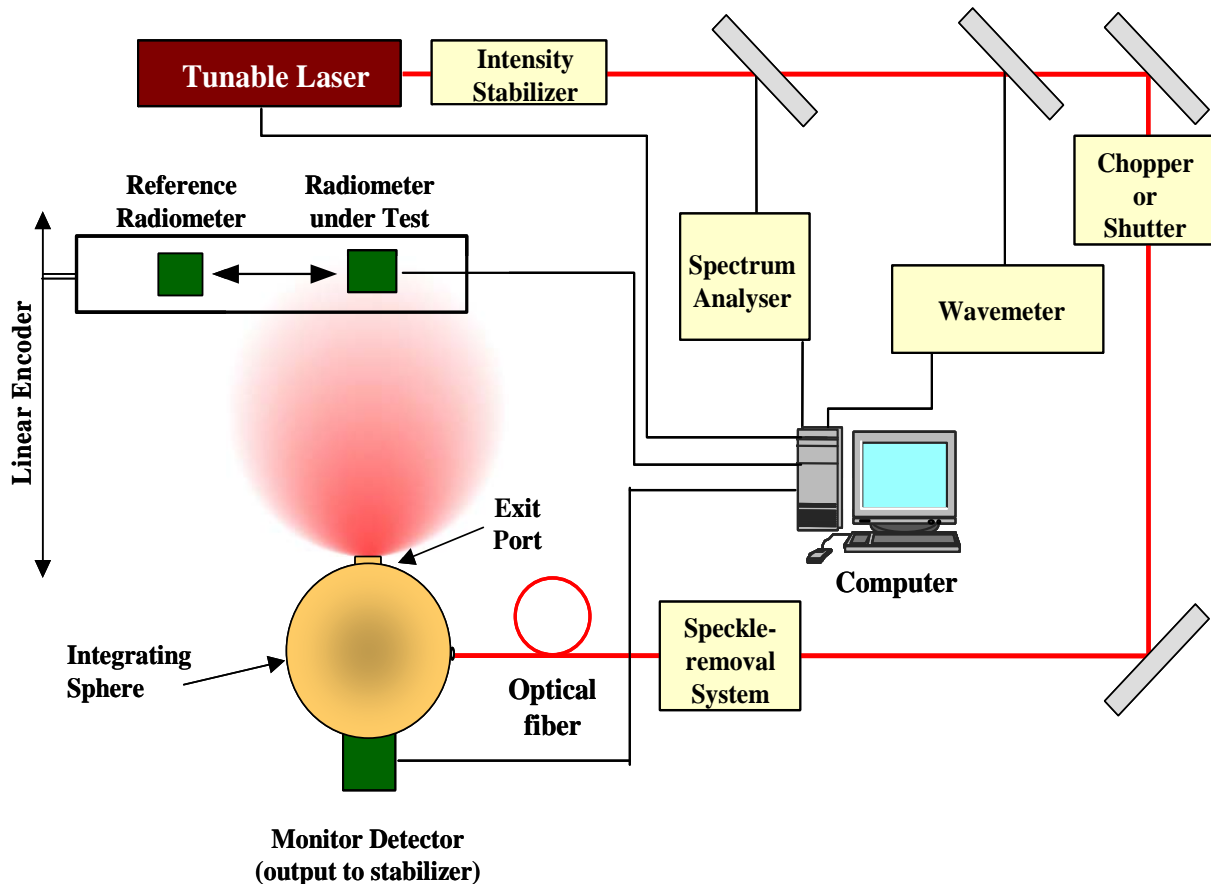 Tunable Laser
Intensity
Stabilizer
Chopper
or
Shutter
Reference
Radiometer
Radiometer
under Test
Spectrum
Analyser
Wavemeter
Linear Encoder
Exit
Port
Computer
Integrating
Sphere
Optical
fiber
Speckle-
removal
System
Monitor Detector
(output to stabilizer)